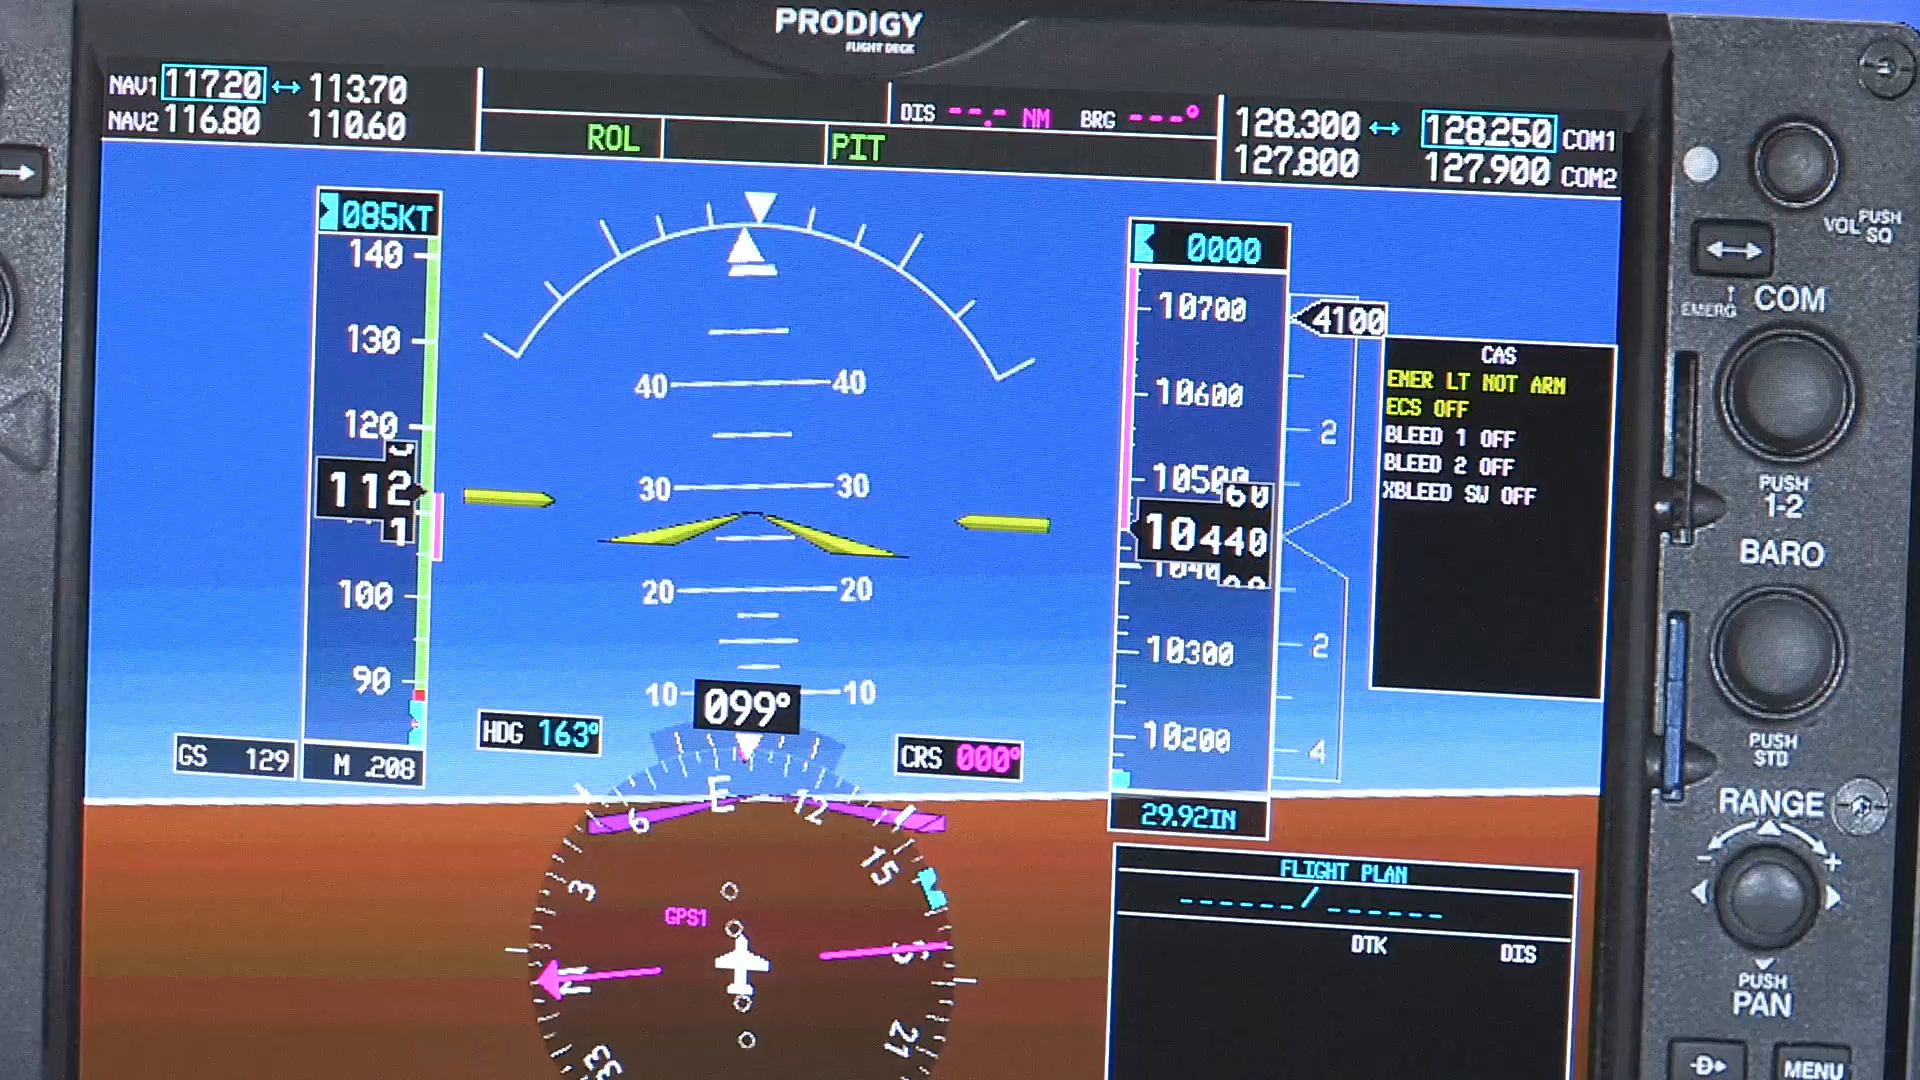 PRODIGY
FLIGHT DECK
NAV1 117.20 ↔ 113.70
NAV2 116.80 110.60
DIS --.- NM BRG ---°
128.300 ↔ 128.250 COM1
127.800 127.900 COM2
ROL PIT
085KT
140
130
120
112
1
100
90
GS 129
M .208
40 40
30 30
20 20
10 10
099°
HDG 163°
CRS 000°
0000
10700
10600
10500
60
10440
10300
10200
29.92IN
4100
2
2
4
CAS
EMER LT NOT ARM
ECS OFF
BLEED 1 OFF
BLEED 2 OFF
XBLEED SW OFF
3
6
E
12
15
21
33
GPS1
FLIGHT PLAN
------/------
DTK DIS
VOL PUSH SQ
EMERG
COM
PUSH
1-2
BARO
PUSH
STD
RANGE
- +
PUSH
PAN
D
MENU